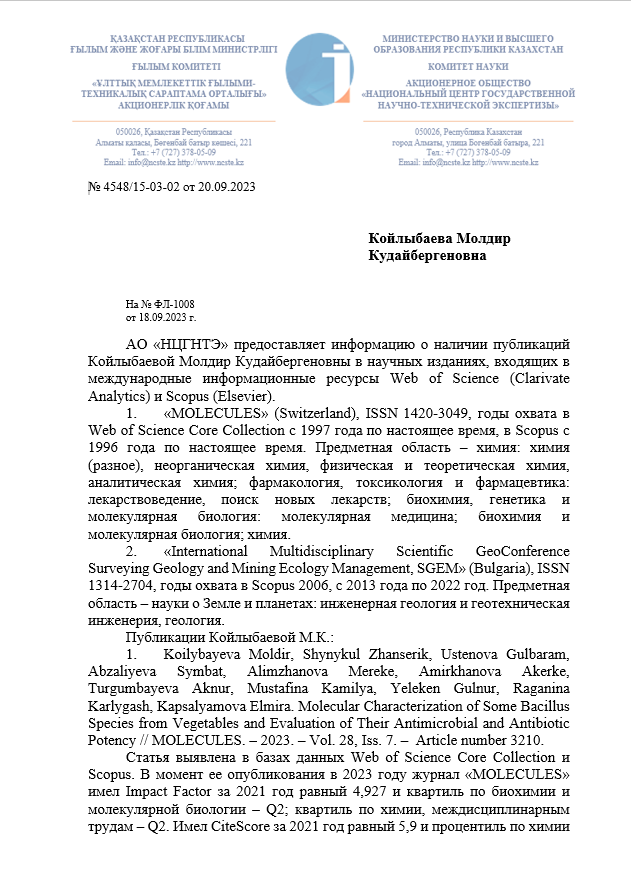 ҚАЗАҚСТАН РЕСПУБЛИКАСЫ
ҒЫЛЫМ ЖӘНЕ ЖОҒАРЫ БІЛІМ МИНИСТРЛІГІ
ҒЫЛЫМ КОМИТЕТІ
«ҰЛТТЫҚ МЕМЛЕКЕТТІК ҒЫЛЫМИ-
ТЕХНИКАЛЫҚ САРАПТАМА ОРТАЛЫҒЫ»
АКЦИОНЕРЛІК ҚОҒАМЫ
050026, Қазақстан Республикасы
Алматы қаласы, Бөгенбай батыр көшесі, 221
Тел.: +7 (727) 378-05-09
Email: info@ncste.kz http://www.ncste.kz
МИНИСТЕРСТВО НАУКИ И ВЫСШЕГО
ОБРАЗОВАНИЯ РЕСПУБЛИКИ КАЗАХСТАН
КОМИТЕТ НАУКИ
АКЦИОНЕРНОЕ ОБЩЕСТВО
«НАЦИОНАЛЬНЫЙ ЦЕНТР ГОСУДАРСТВЕННОЙ
НАУЧНО-ТЕХНИЧЕСКОЙ ЭКСПЕРТИЗЫ»
050026, Республика Казахстан
город Алматы, улица Богенбай батыра, 221
Тел.: +7 (727) 378-05-09
Email: info@ncste.kz http://www.ncste.kz
№ 4548/15-03-02 от 20.09.2023
Койлыбаева Молдир
Кудайбергеновна
На № ФЛ-1008
от 18.09.2023 г.
АО «НЦГНТЭ» предоставляет информацию о наличии публикаций
Койлыбаевой Молдир Кудайбергеновны в научных изданиях, входящих в
международные информационные ресурсы Web of Science (Clarivate
Analytics) и Scopus (Elsevier).
1. «MOLECULES» (Switzerland), ISSN 1420-3049, годы охвата в
Web of Science Core Collection с 1997 года по настоящее время, в Scopus с
1996 года по настоящее время. Предметная область – химия: химия
(разное), неорганическая химия, физическая и теоретическая химия,
аналитическая химия; фармакология, токсикология и фармацевтика:
лекарствоведение, поиск новых лекарств; биохимия, генетика и
молекулярная биология: молекулярная медицина; биохимия и
молекулярная биология; химия.
2. «International Multidisciplinary Scientific GeoConference
Surveying Geology and Mining Ecology Management, SGEM» (Bulgaria), ISSN
1314-2704, годы охвата в Scopus 2006, с 2013 года по 2022 год. Предметная
область – науки о Земле и планетах: инженерная геология и геотехническая
инженерия, геология.
Публикации Койлыбаевой М.К.:
1. Koilybayeva Moldir, Shynykul Zhanserik, Ustenova Gulbaram,
Abzaliyeva Symbat, Alimzhanova Mereke, Amirkhanova Akerke,
Turgumbayeva Aknur, Mustafina Kamilya, Yeleken Gulnur, Raganina
Karlygash, Kapsalyamova Elmira. Molecular Characterization of Some Bacillus
Species from Vegetables and Evaluation of Their Antimicrobial and Antibiotic
Potency // MOLECULES. – 2023. – Vol. 28, Iss. 7. – Article number 3210.
Статья выявлена в базах данных Web of Science Core Collection и
Scopus. В момент ее опубликования в 2023 году журнал «MOLECULES»
имел Impact Factor за 2021 год равный 4,927 и квартиль по биохимии и
молекулярной биологии – Q2; квартиль по химии, междисциплинарным
трудам – Q2. Имел CiteScore за 2021 год равный 5,9 и процентиль по химии